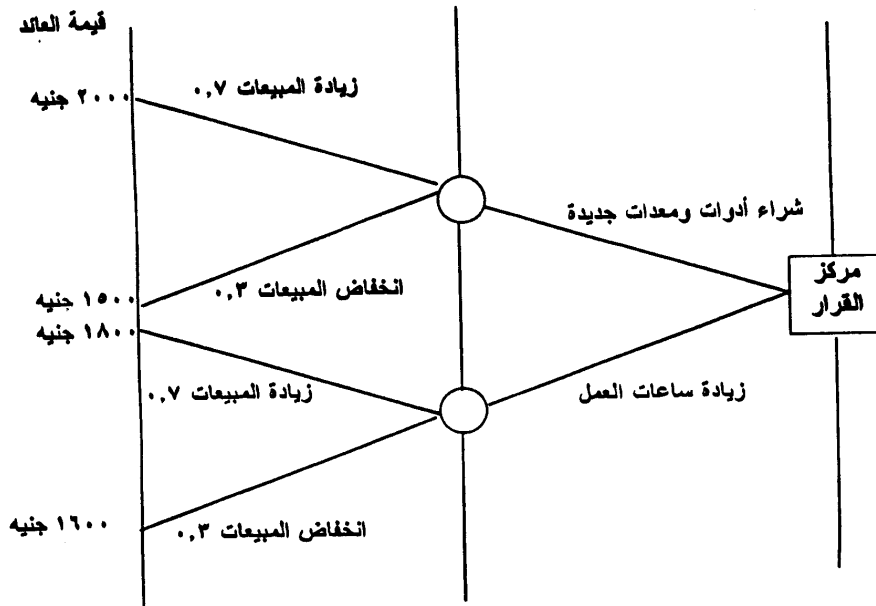 قيمة العائد
زيادة المبيعات ٠,٧
٢٠٠٠ جنيه
شراء أدوات ومعدات جديدة
مركز
القرار
انخفاض المبيعات ٠,٣
١٥٠٠ جنيه
١٨٠٠ جنيه
زيادة المبيعات ٠,٧
زيادة ساعات العمل
١٦٠٠ جنيه
انخفاض المبيعات ٠,٣